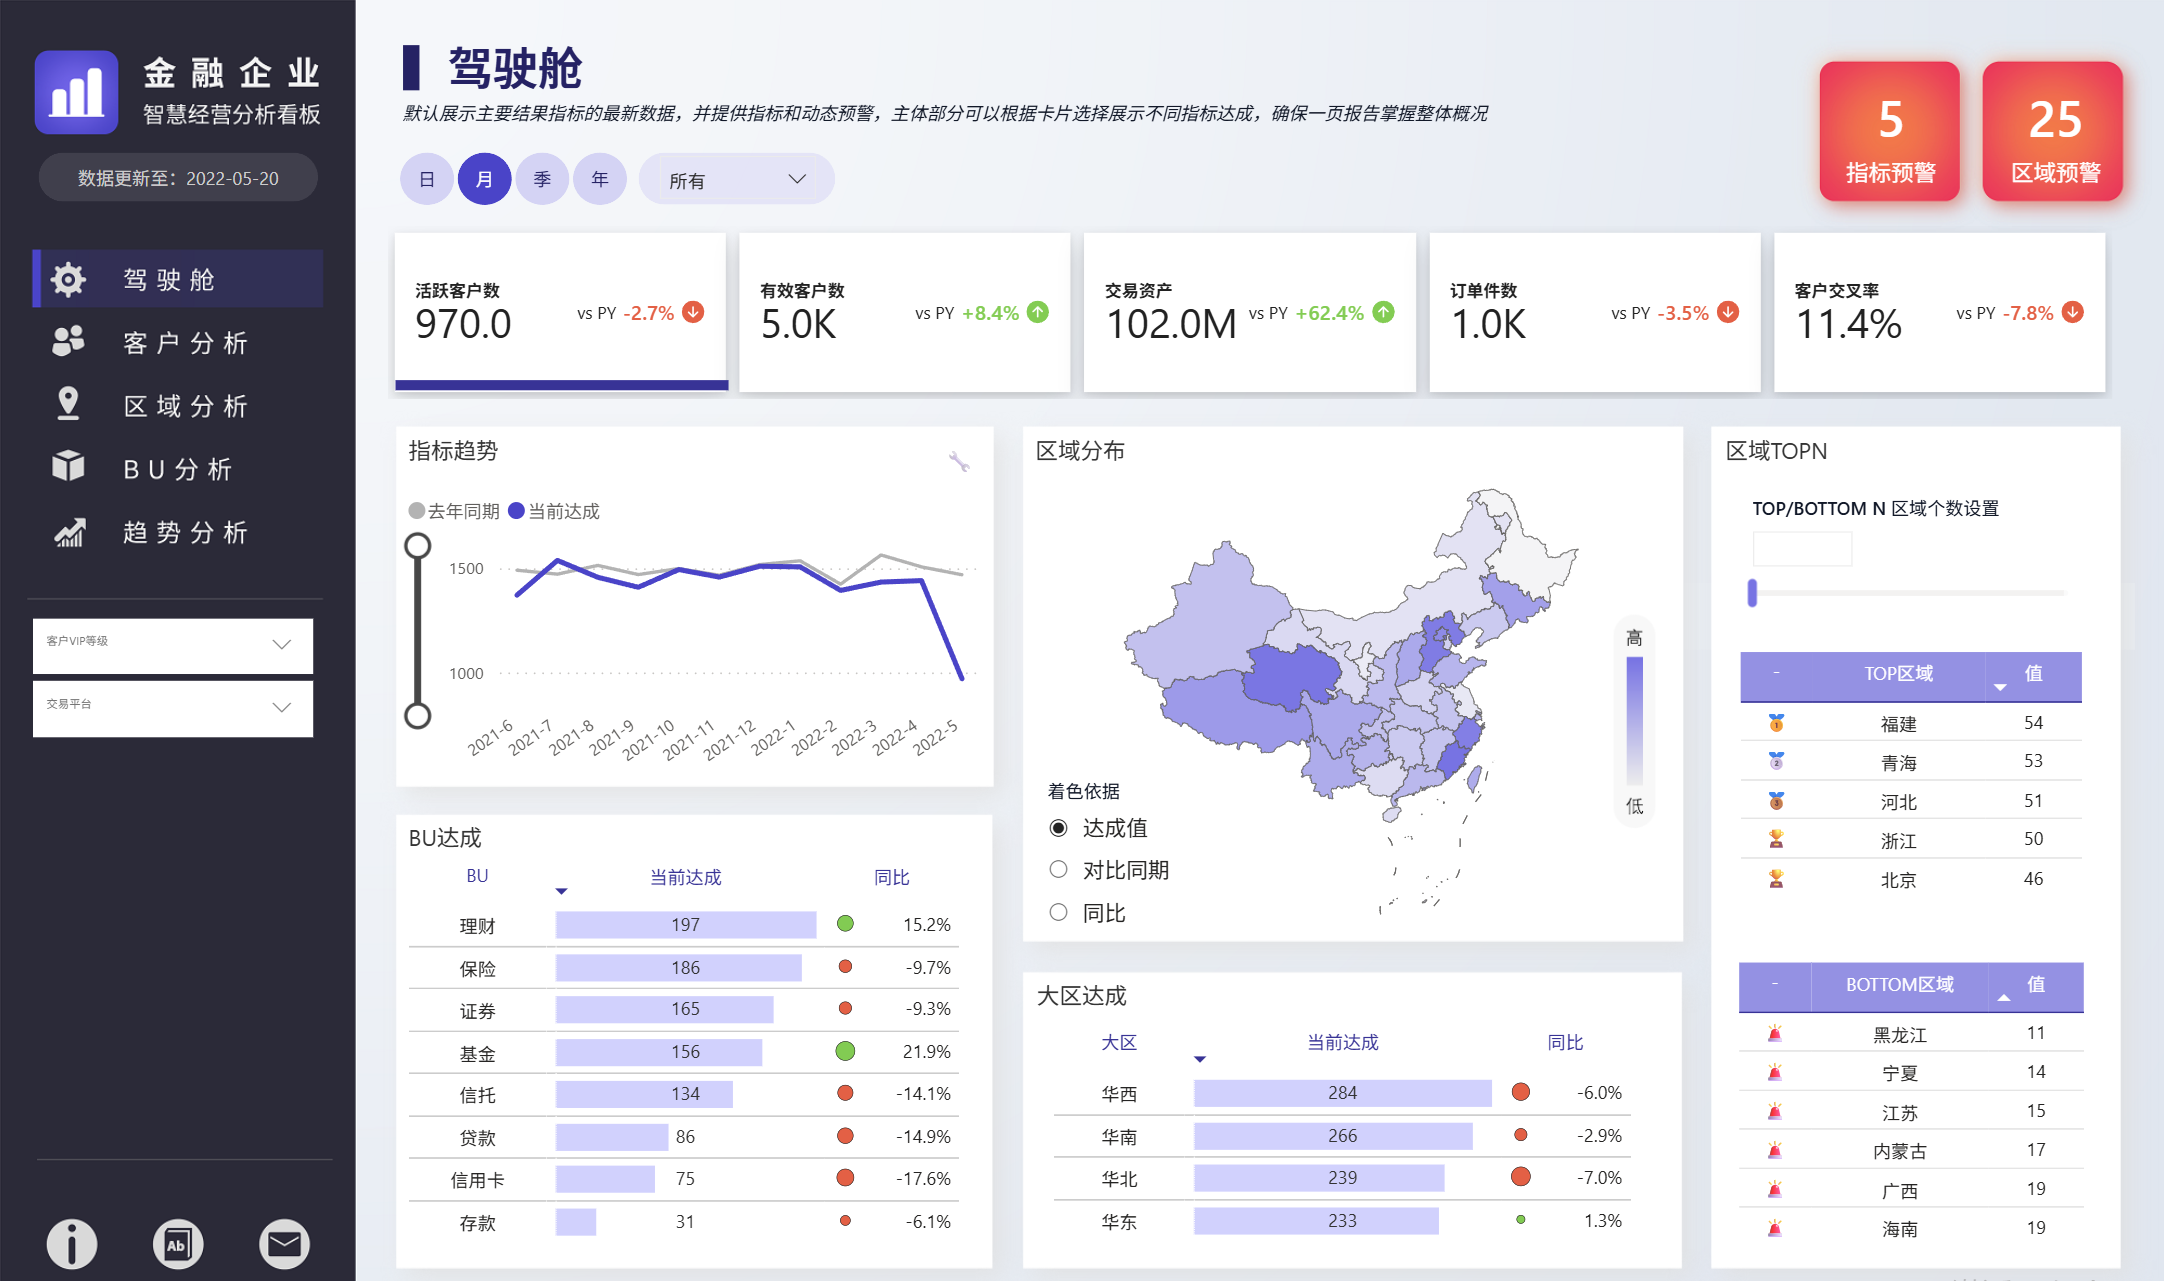 金融企业
智慧经营分析看板
数据更新至：2022-05-20
驾驶舱
客户分析
区域分析
BU分析
趋势分析
客户VIP等级
交易平台
Ab
驾驶舱
默认展示主要结果指标的最新数据，并提供指标和动态预警，主体部分可以根据卡片选择展示不同指标达成，确保一页报告掌握整体概况
日 月 季 年 所有
5
指标预警
25
区域预警
活跃客户数
970.0 vs PY -2.7%
有效客户数
5.0K vs PY +8.4%
交易资产
102.0M vs PY +62.4%
订单件数
1.0K vs PY -3.5%
客户交叉率
11.4% vs PY -7.8%
指标趋势
去年同期 当前达成
1500
1000
2021-6 2021-7 2021-8 2021-9 2021-10 2021-11 2021-12 2022-1 2022-2 2022-3 2022-4 2022-5
BU达成
BU 当前达成 同比
理财 197 15.2%
保险 186 -9.7%
证券 165 -9.3%
基金 156 21.9%
信托 134 -14.1%
贷款 86 -14.9%
信用卡 75 -17.6%
存款 31 -6.1%
区域分布
高
低
着色依据
达成值
对比同期
同比
大区达成
大区 当前达成 同比
华西 284 -6.0%
华南 266 -2.9%
华北 239 -7.0%
华东 233 1.3%
区域TOPN
TOP/BOTTOM N 区域个数设置
- TOP区域 值
1 福建 54
2 青海 53
3 河北 51
浙江 50
北京 46
- BOTTOM区域 值
黑龙江 11
宁夏 14
江苏 15
内蒙古 17
广西 19
海南 19